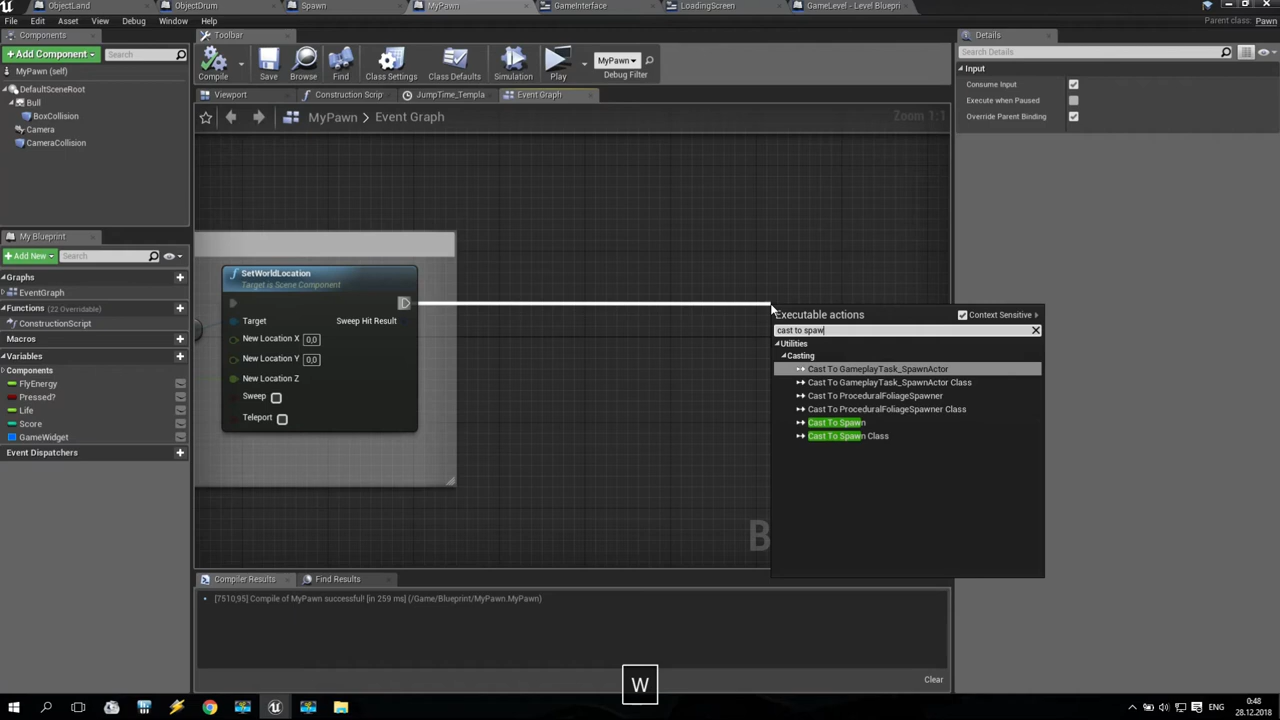 ObjectLand
ObjectDrum
Spawn
MyPawn
GameInterface
LoadingScreen
GameLevel - Level Bluepri
File
Edit
Asset
View
Debug
Window
Help
Parent class: Pawn
Components
Toolbar
Details
+ Add Component
Search
MyPawn (self)
DefaultSceneRoot
Bull
BoxCollision
Camera
CameraCollision
Compile
Save
Browse
Find
Class Settings
Class Defaults
Simulation
Play
MyPawn
Debug Filter
Search Details
Input
Consume Input
Execute when Paused
Override Parent Binding
Viewport
Construction Scrip
JumpTime_Templa
Event Graph
MyPawn > Event Graph
Zoom 1:1
My Blueprint
+ Add New
Search
Graphs
EventGraph
Functions (22 Overridable)
ConstructionScript
Macros
Variables
Components
FlyEnergy
Pressed?
Life
Score
GameWidget
Event Dispatchers
SetWorldLocation
Target is Scene Component
Target
Sweep Hit Result
New Location X 0,0
New Location Y 0,0
New Location Z
Sweep
Teleport
Executable actions
Context Sensitive
cast to spaw
Utilities
Casting
Cast To GameplayTask_SpawnActor
Cast To GameplayTask_SpawnActor Class
Cast To ProceduralFoliageSpawner
Cast To ProceduralFoliageSpawner Class
Cast To Spawn
Cast To Spawn Class
B
Compiler Results
Find Results
[7510,95] Compile of MyPawn successful! [in 259 ms] (/Game/Blueprint/MyPawn.MyPawn)
W
Clear
ENG
0:48
28.12.2018